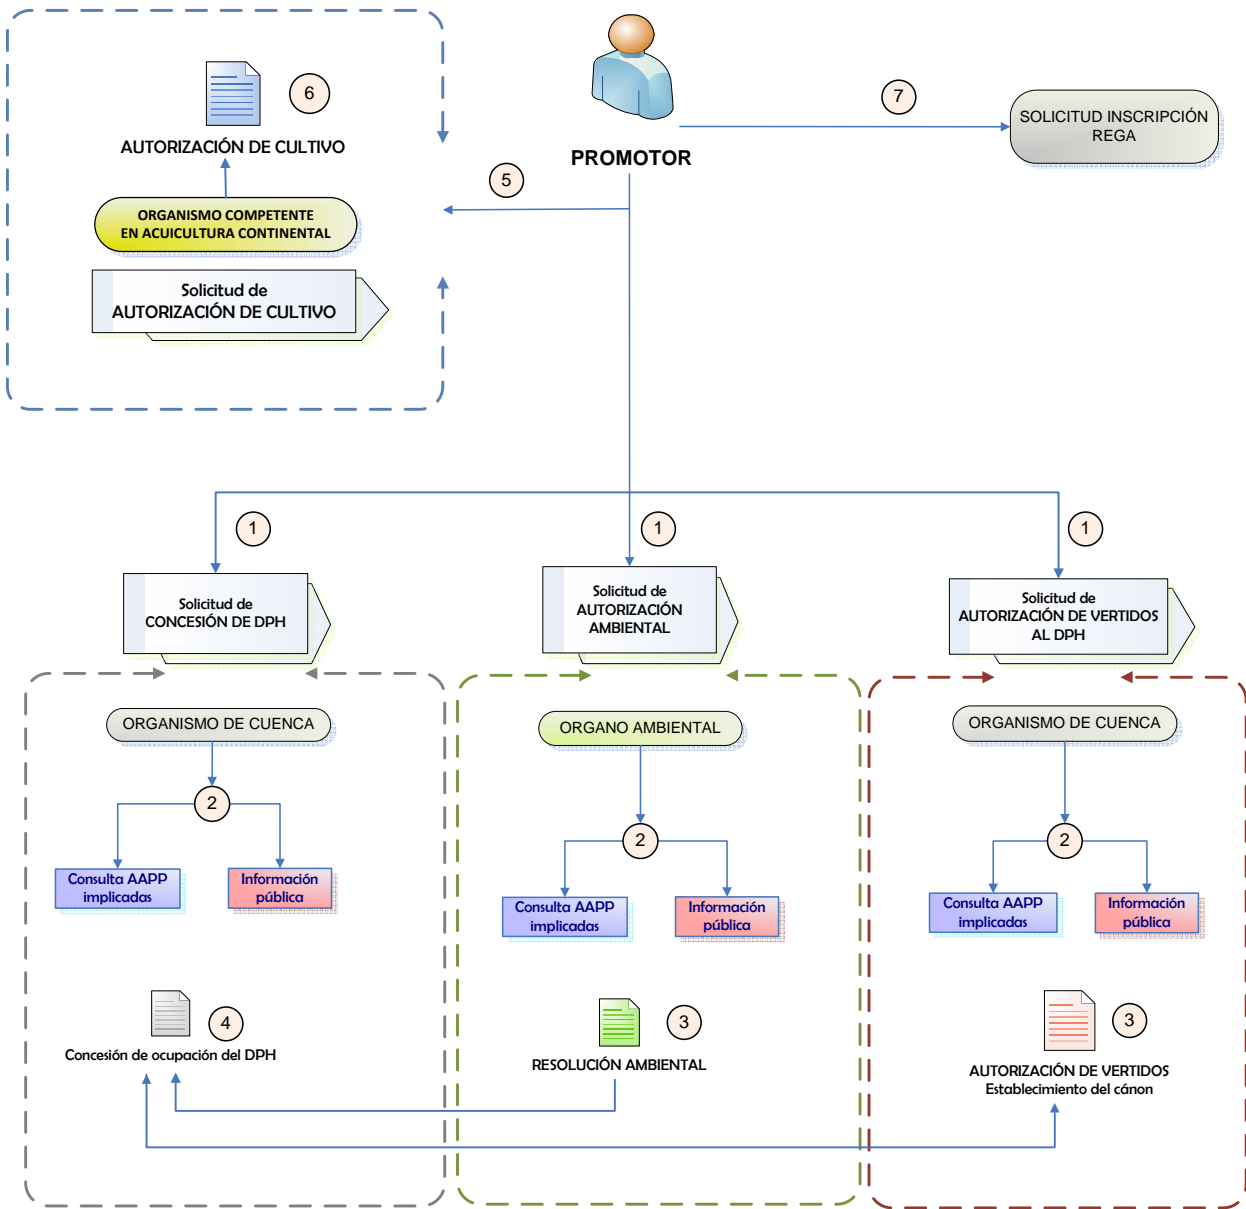 6
AUTORIZACIÓN DE CULTIVO
ORGANISMO COMPETENTE
EN ACUICULTURA CONTINENTAL
Solicitud de
AUTORIZACIÓN DE CULTIVO
PROMOTOR
7
SOLICITUD INSCRIPCIÓN
REGA
5
1
1
1
Solicitud de
CONCESIÓN DE DPH
Solicitud de
AUTORIZACIÓN
AMBIENTAL
Solicitud de
AUTORIZACIÓN DE VERTIDOS
AL DPH
ORGANISMO DE CUENCA
2
Consulta AAPP
implicadas
Información
pública
4
Concesión de ocupación del DPH
ORGANO AMBIENTAL
2
Consulta AAPP
implicadas
Información
pública
3
RESOLUCIÓN AMBIENTAL
ORGANISMO DE CUENCA
2
Consulta AAPP
implicadas
Información
pública
3
AUTORIZACIÓN DE VERTIDOS
Establecimiento del cánon